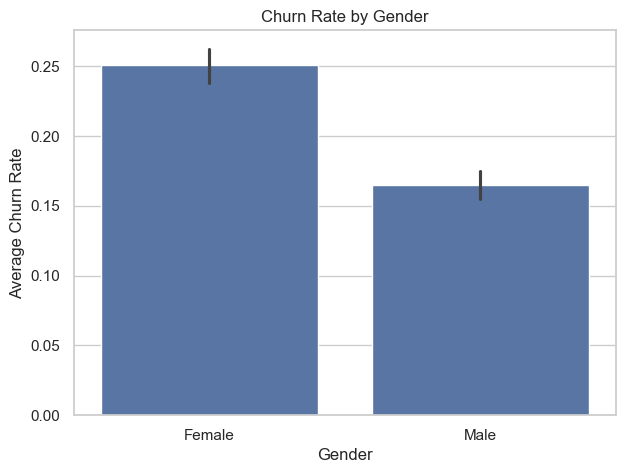 Churn Rate by Gender
Average Churn Rate
0.25
0.20
0.15
0.10
0.05
0.00
Female
Male
Gender